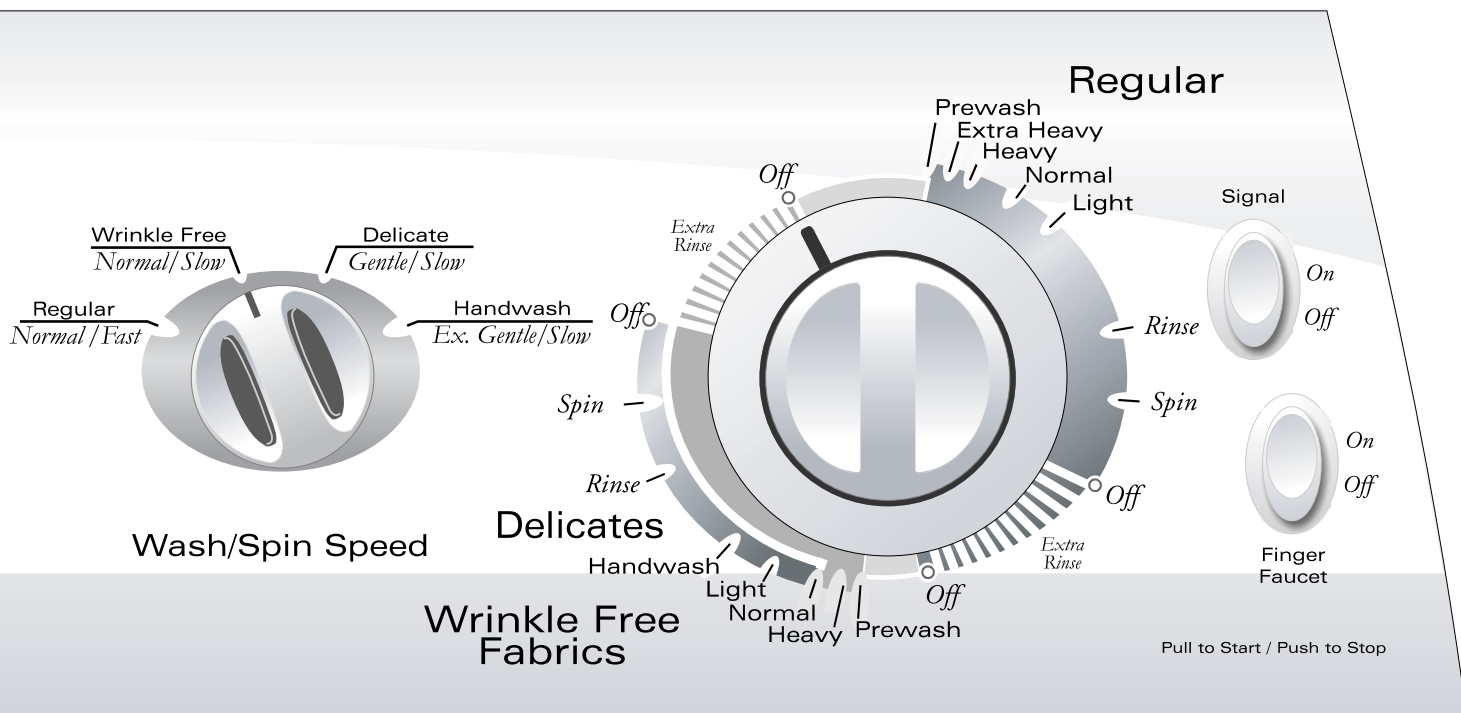 Regular
Prewash
Extra Heavy
Heavy
Normal
Light
Rinse
Spin
Off
Extra
Rinse
Off
Prewash
Heavy
Normal
Light
Handwash
Wrinkle Free
Fabrics
Delicates
Rinse
Spin
Off
Extra
Rinse
Off
Wrinkle Free
Normal/Slow
Delicate
Gentle/Slow
Regular
Normal/Fast
Handwash
Ex. Gentle/Slow
Wash/Spin Speed
Signal
On
Off
On
Off
Finger
Faucet
Pull to Start / Push to Stop